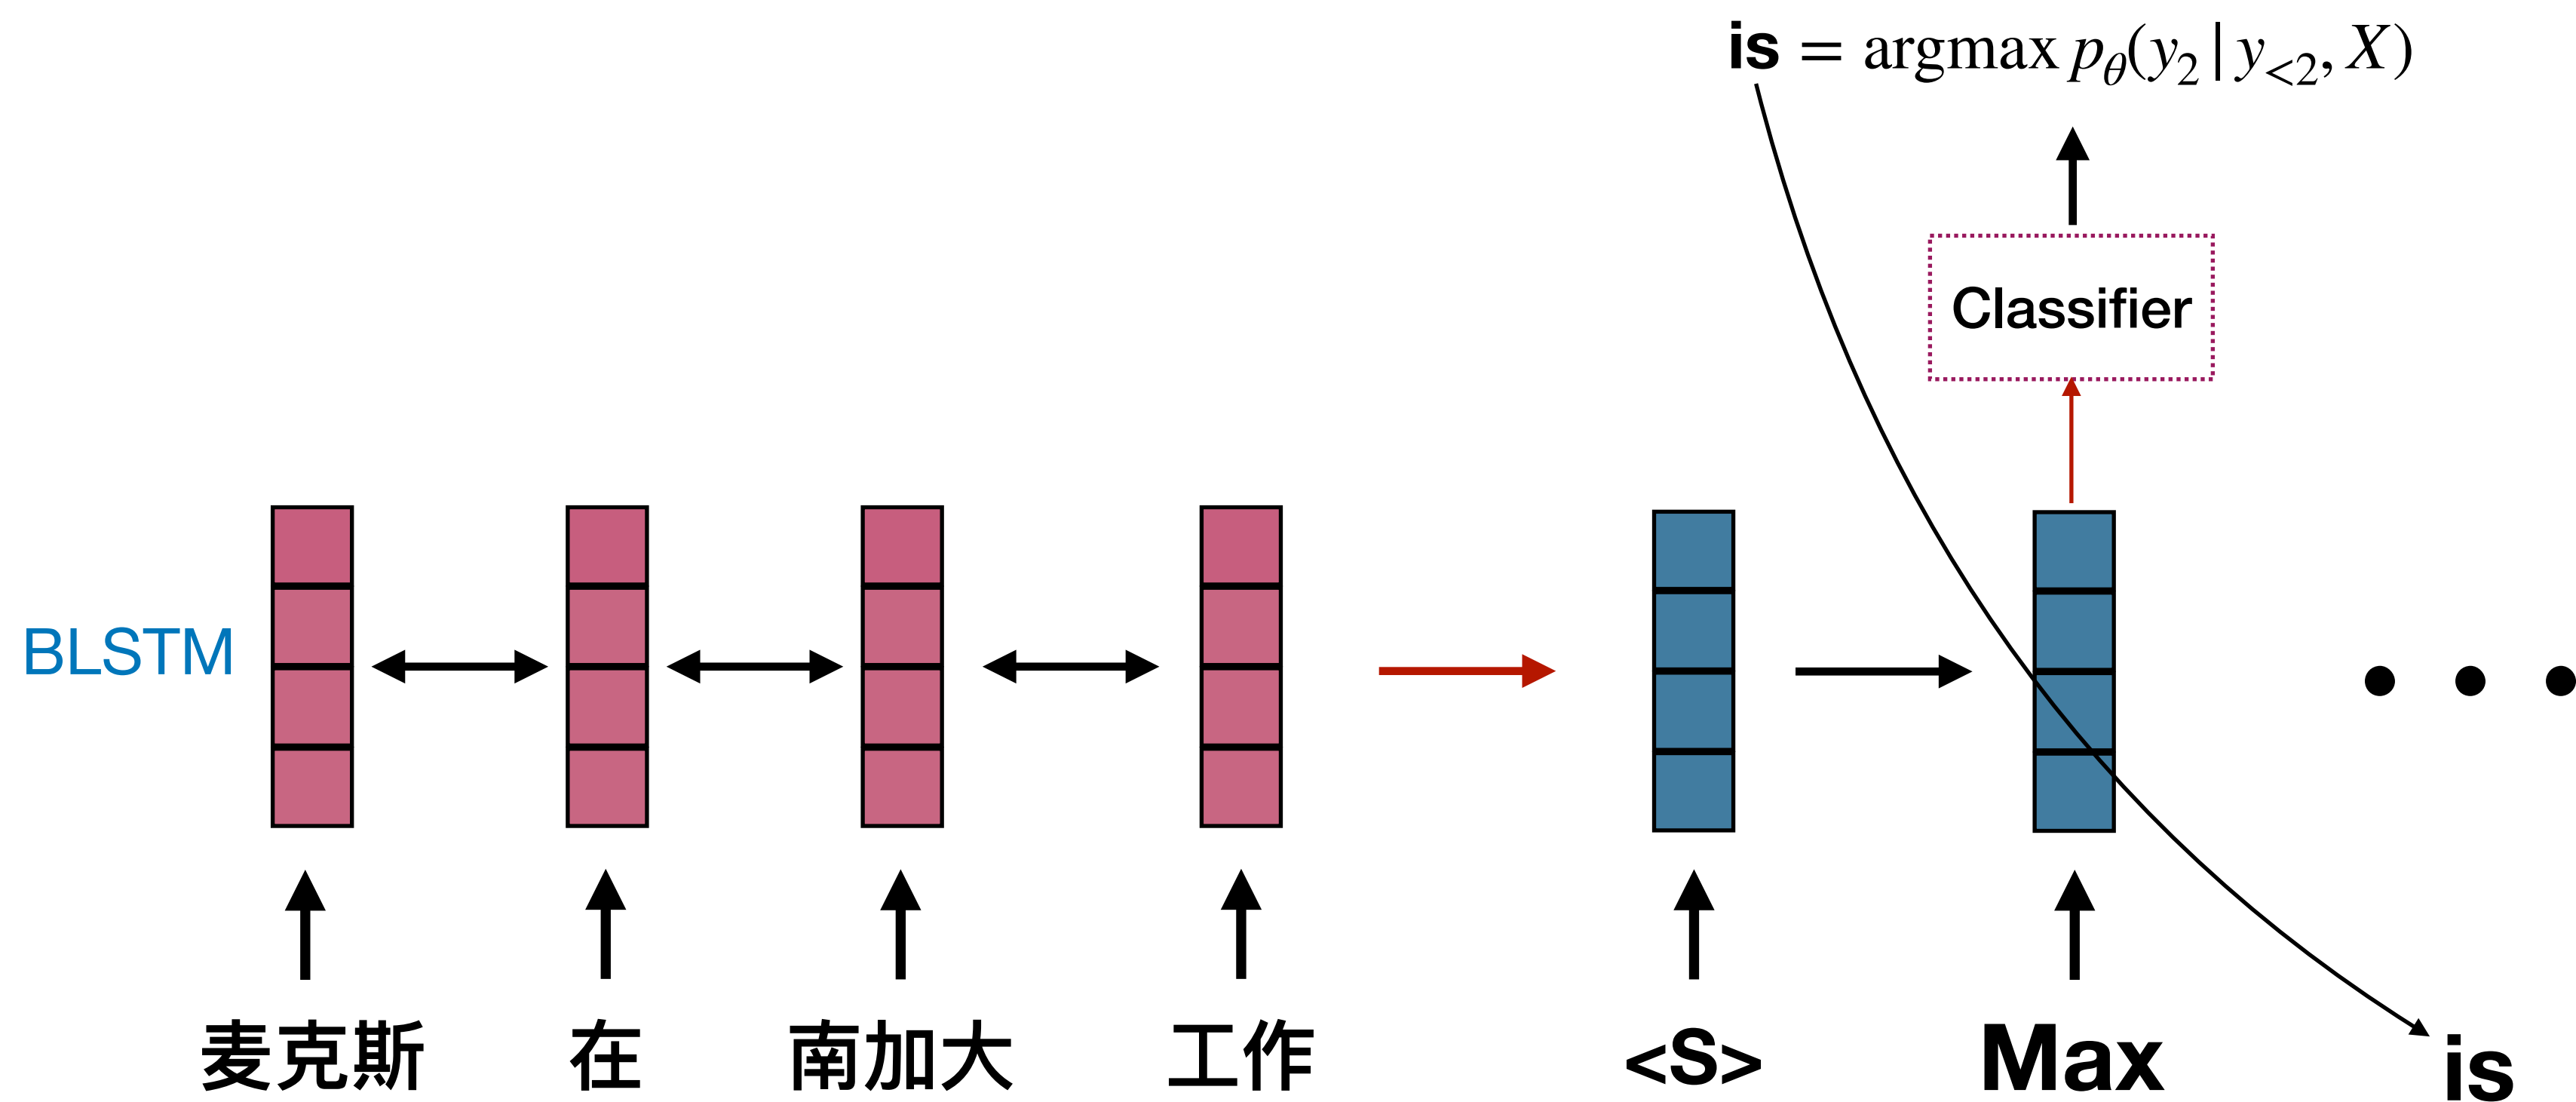 is = argmax p_θ(y_2 | y_{<2}, X)
Classifier
BLSTM
麦克斯 在 南加大 工作 <S> Max is